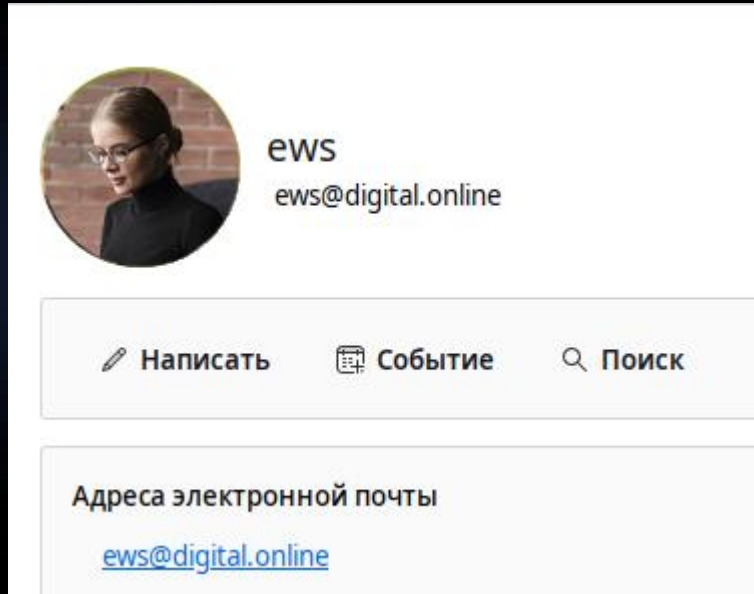 ews
ews@digital.online
Написать Событие Поиск
Адреса электронной почты
ews@digital.online